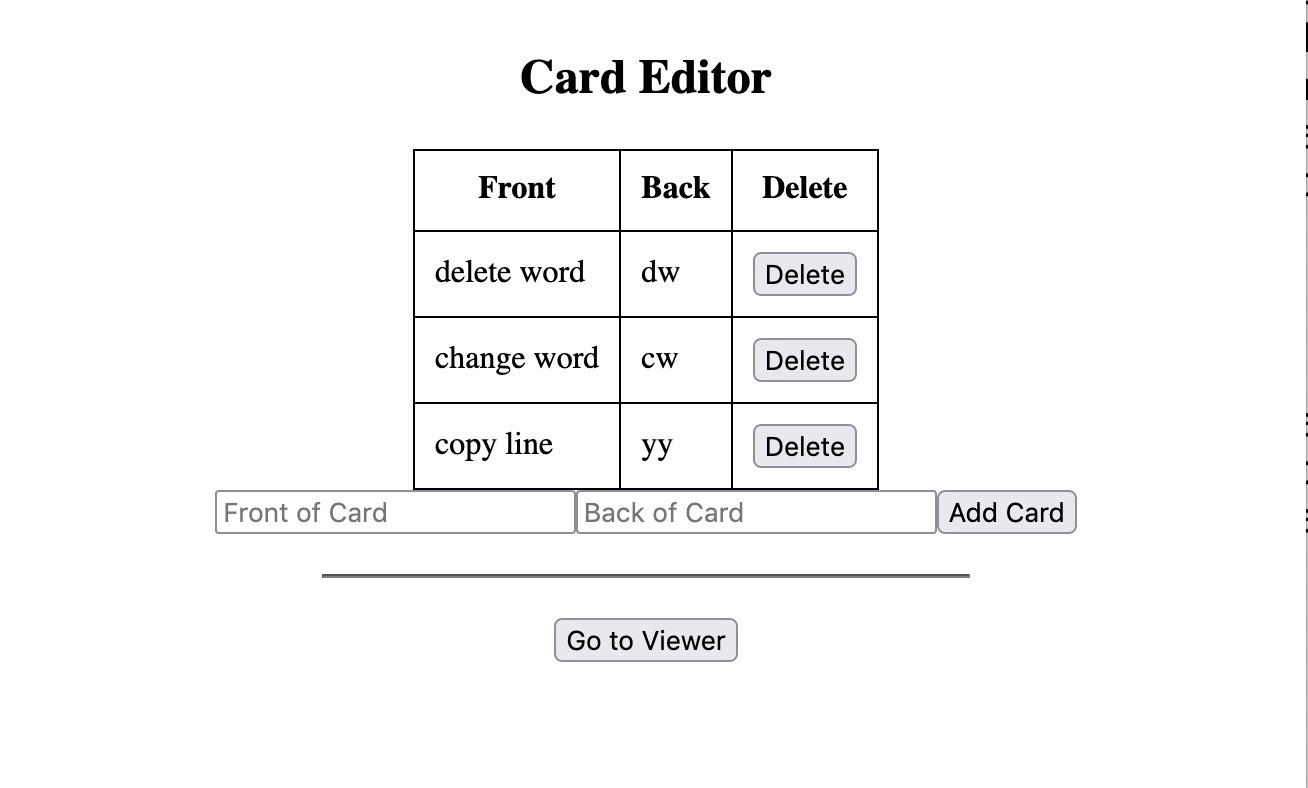 Card Editor
Front Back Delete
delete word dw Delete
change word cw Delete
copy line yy Delete
Front of Card Back of Card Add Card
Go to Viewer